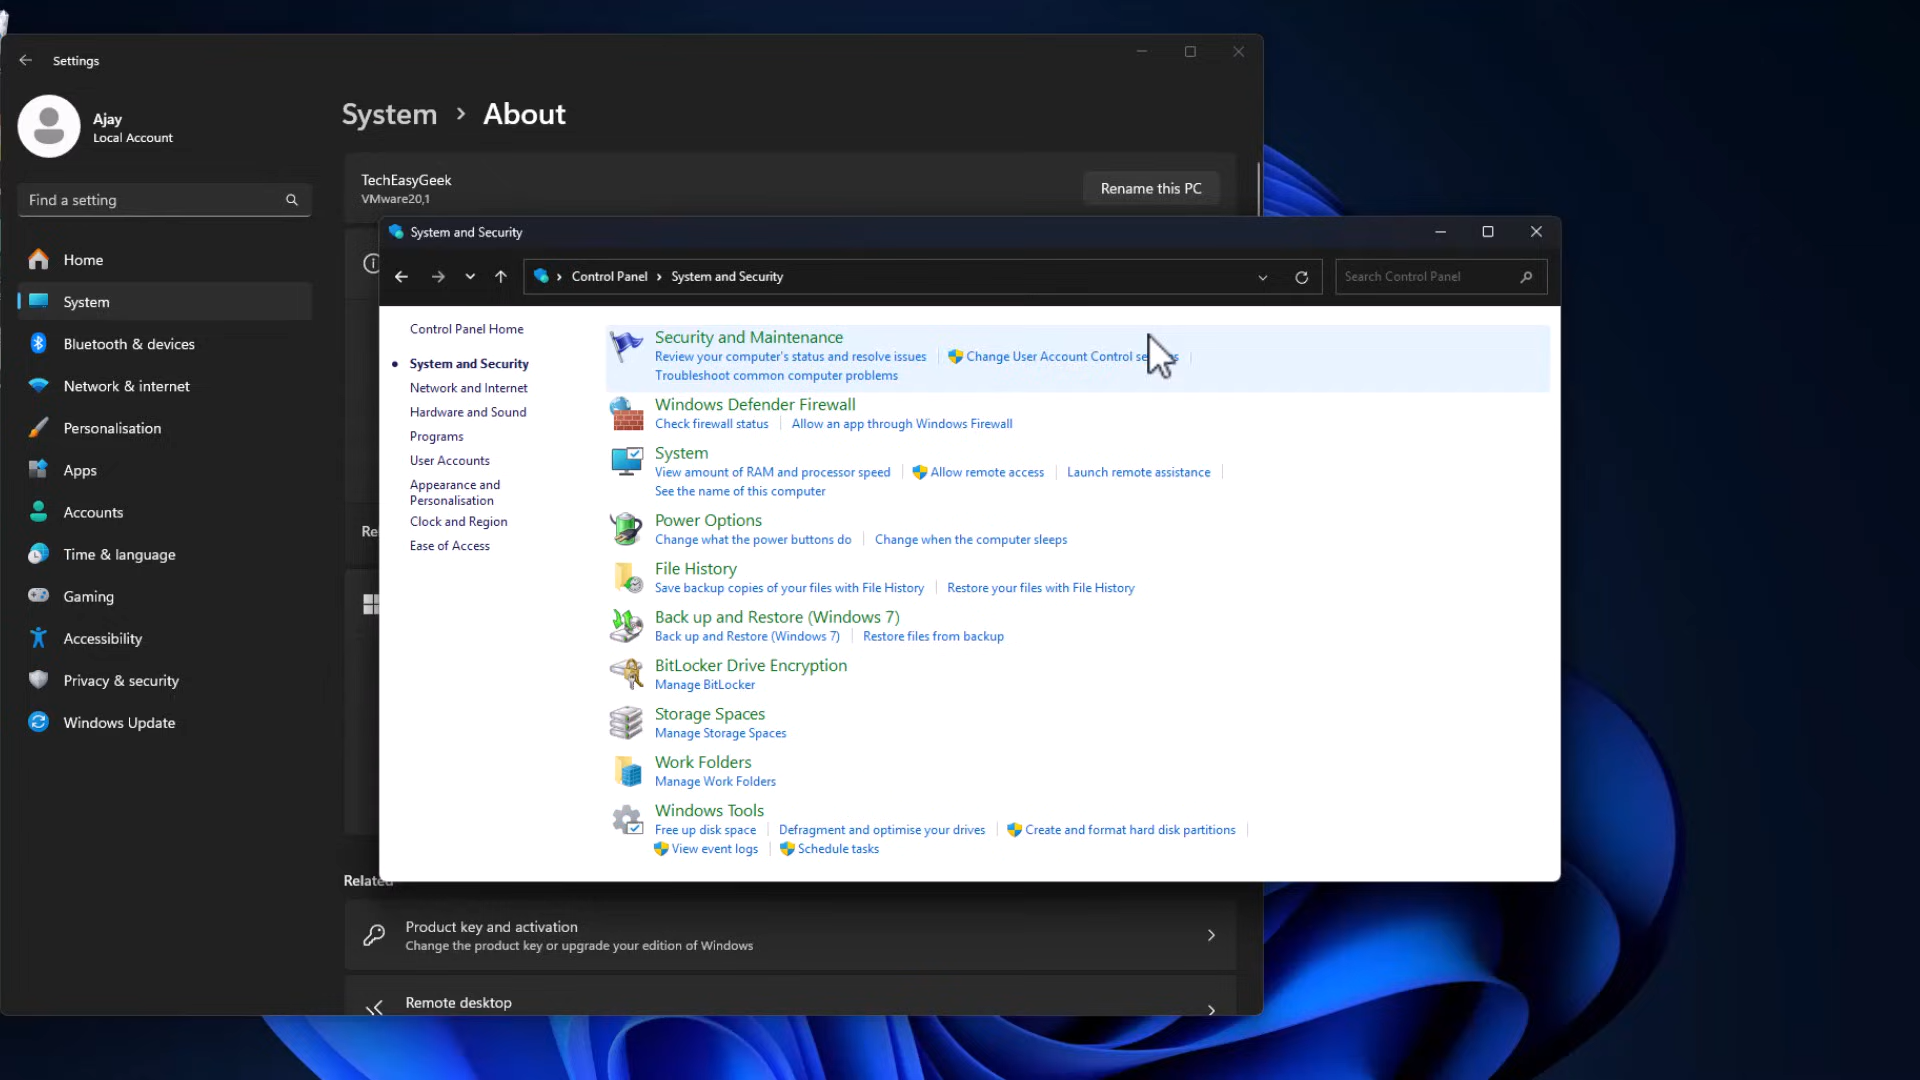 Settings
Ajay
Local Account
Find a setting
Home
System
Bluetooth & devices
Network & internet
Personalisation
Apps
Accounts
Time & language
Gaming
Accessibility
Privacy & security
Windows Update
System > About
TechEasyGeek
VMware20,1
Rename this PC
System and Security
Control Panel > System and Security
Search Control Panel
Control Panel Home
System and Security
Network and Internet
Hardware and Sound
Programs
User Accounts
Appearance and
Personalisation
Clock and Region
Ease of Access
Security and Maintenance
Review your computer's status and resolve issues
Change User Account Control
Troubleshoot common computer problems
Windows Defender Firewall
Check firewall status
Allow an app through Windows Firewall
System
View amount of RAM and processor speed
Allow remote access
Launch remote assistance
See the name of this computer
Power Options
Change what the power buttons do
Change when the computer sleeps
File History
Save backup copies of your files with File History
Restore your files with File History
Back up and Restore (Windows 7)
Back up and Restore (Windows 7)
Restore files from backup
BitLocker Drive Encryption
Manage BitLocker
Storage Spaces
Manage Storage Spaces
Work Folders
Manage Work Folders
Windows Tools
Free up disk space
Defragment and optimise your drives
Create and format hard disk partitions
View event logs
Schedule tasks
Related
Product key and activation
Change the product key or upgrade your edition of Windows
Remote desktop